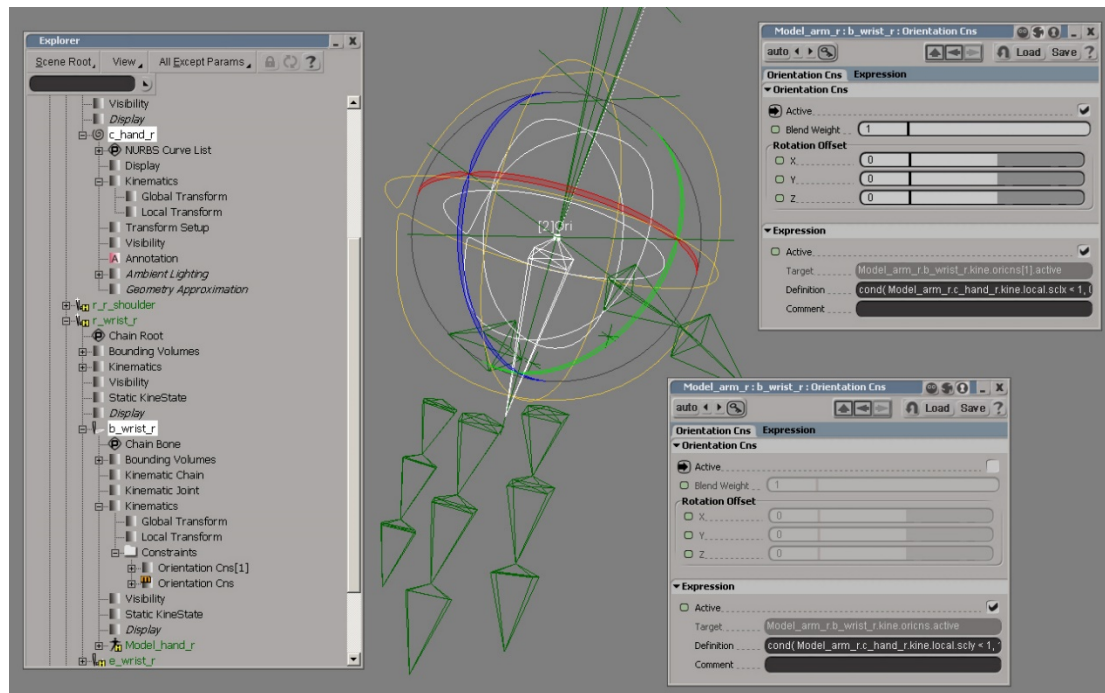 Explorer
Scene Root, View, All Except Params, ?
Visibility
Display
c_hand_r
NURBS Curve List
Display
Kinematics
Global Transform
Local Transform
Transform Setup
Visibility
A Annotation
Ambient Lighting
Geometry Approximation
r_r_shoulder
r_wrist_r
Chain Root
Bounding Volumes
Kinematics
Visibility
Static KineState
Display
b_wrist_r
Chain Bone
Bounding Volumes
Kinematic Chain
Kinematic Joint
Kinematics
Global Transform
Local Transform
Constraints
Orientation Cns[1]
Orientation Cns
Visibility
Static KineState
Display
Model_hand_r
e_wrist_r
[2]Ori
Model_arm_r : b_wrist_r : Orientation Cns
auto Load Save ?
Orientation Cns Expression
Orientation Cns
Active
Blend Weight 1
Rotation Offset
X 0
Y 0
Z 0
Expression
Active
Target Model_arm_r.b_wrist_r.kine.oricns[1].active
Definition cond( Model_arm_r.c_hand_r.kine.local.sclx < 1,
Comment
Model_arm_r : b_wrist_r : Orientation Cns
auto Load Save ?
Orientation Cns Expression
Orientation Cns
Active
Blend Weight 1
Rotation Offset
X 0
Y 0
Z 0
Expression
Active
Target Model_arm_r.b_wrist_r.kine.oricns.active
Definition cond( Model_arm_r.c_hand_r.kine.local.scly < 1,
Comment